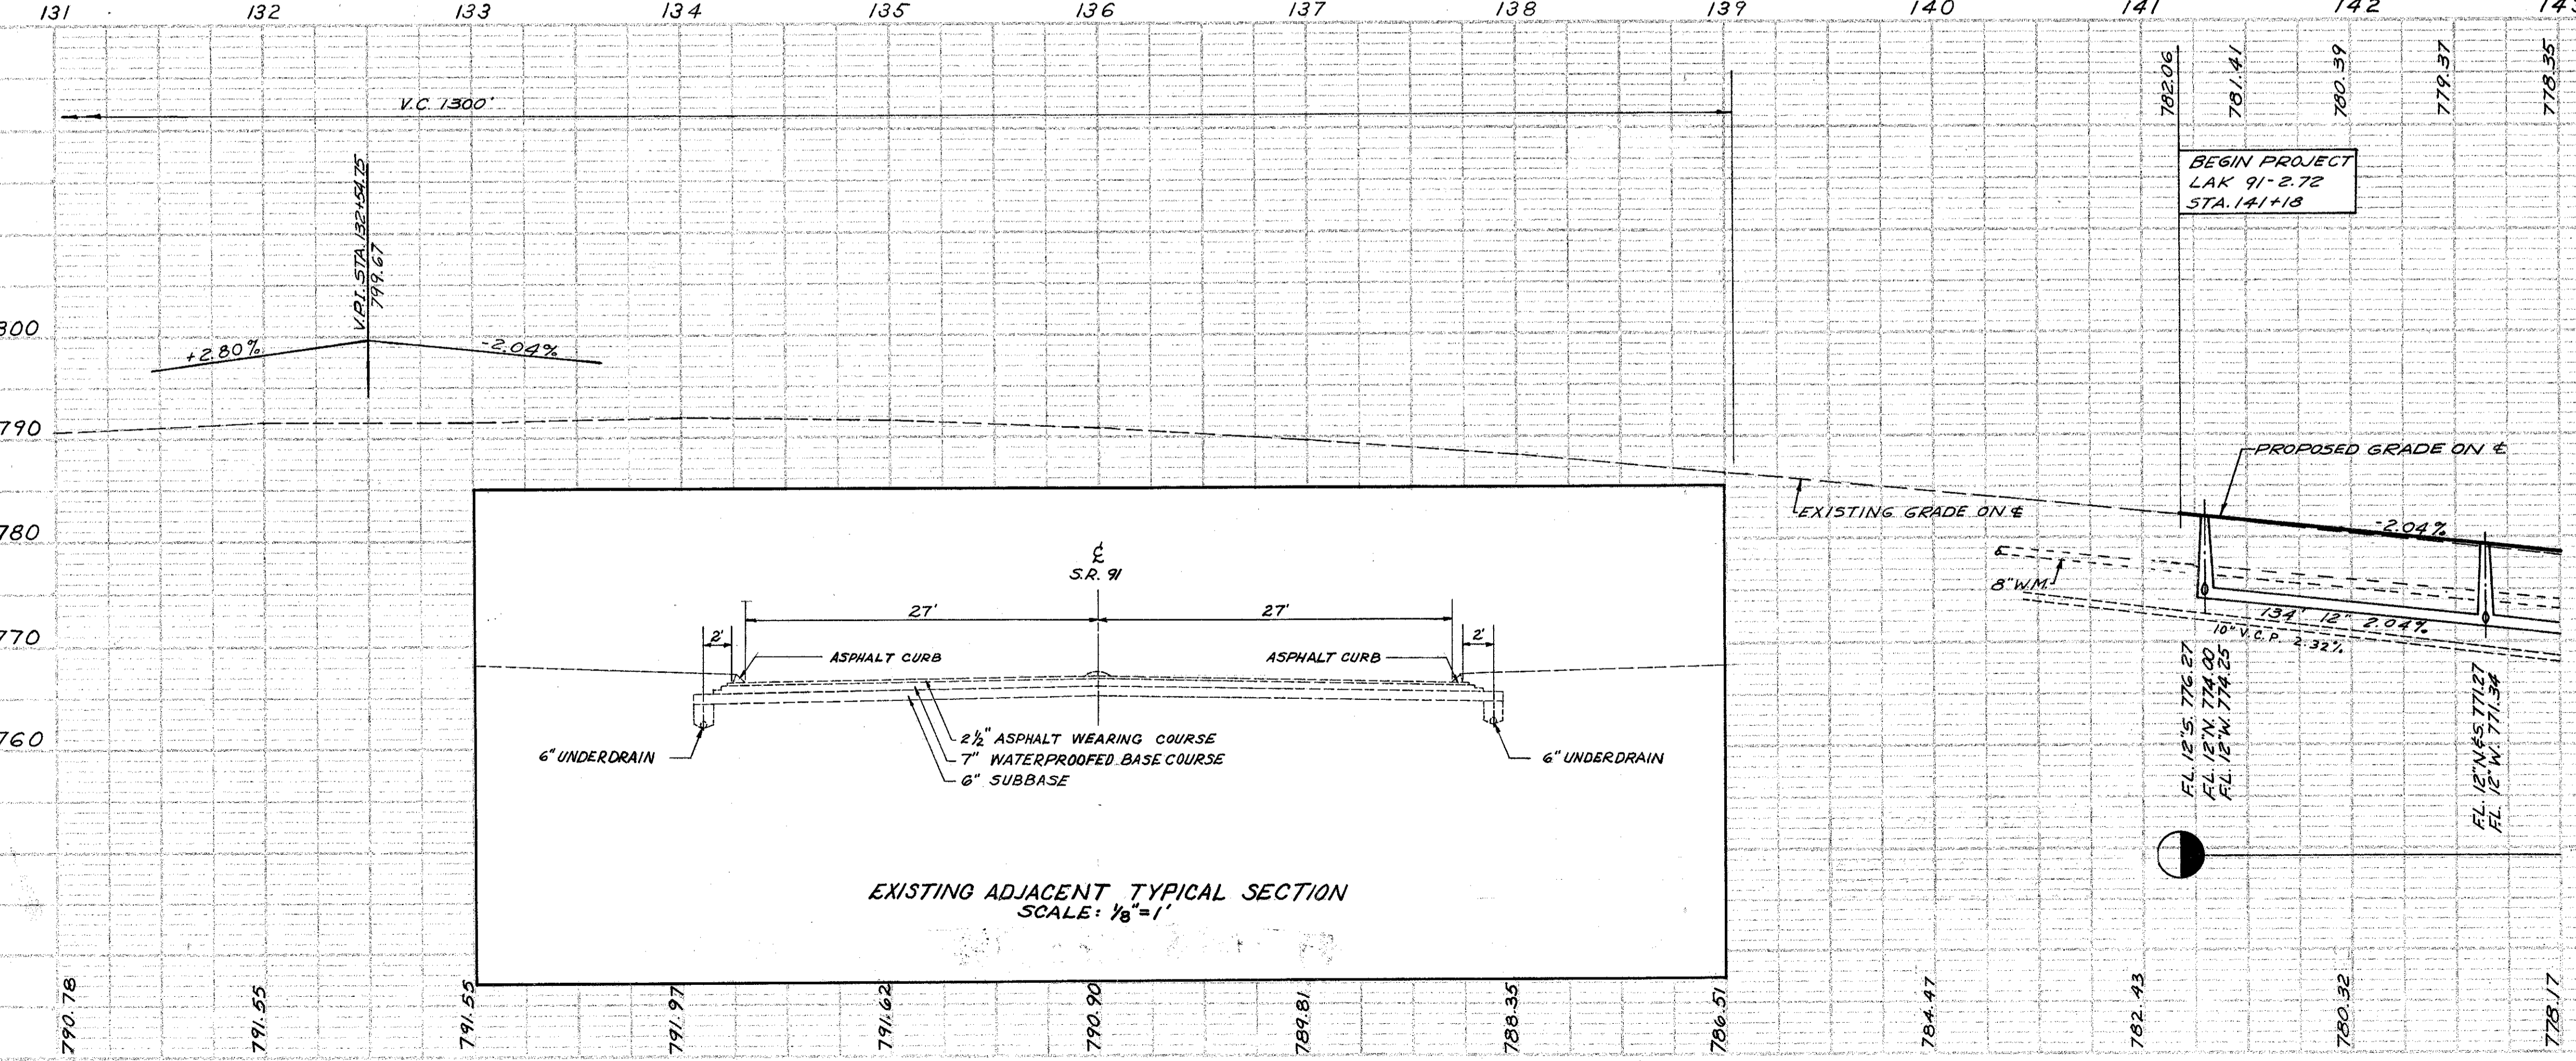 131 132 133 134 135 136 137 138 139 140 141 142
V.C. 1300'
782.06
781.41
780.39
779.37
778.35
BEGIN PROJECT
LAK 91-2.72
STA. 141+18
V.P.I. STA. 132+54.75
799.67
+2.80%
-2.04%
800
790
780
770
760
PROPOSED GRADE ON ℄
EXISTING GRADE ON ℄
-2.04%
8" W.M.
134' 12" 2.04%
10" V.C.P. 2.32%
F.L. 12" S. 776.27
F.L. 12" N. 774.00
F.L. 12" W. 774.25
F.L. 12" N.&S. 771.27
F.L. 12" W. 771.34
℄
S.R. 91
27' 27'
2' 2'
ASPHALT CURB
ASPHALT CURB
2½" ASPHALT WEARING COURSE
7" WATERPROOFED BASE COURSE
6" SUBBASE
6" UNDERDRAIN
6" UNDERDRAIN
EXISTING ADJACENT TYPICAL SECTION
SCALE: ⅛"=1'
790.78
791.55
791.55
791.97
791.62
790.90
789.81
788.35
786.51
784.47
782.43
780.32
778.17